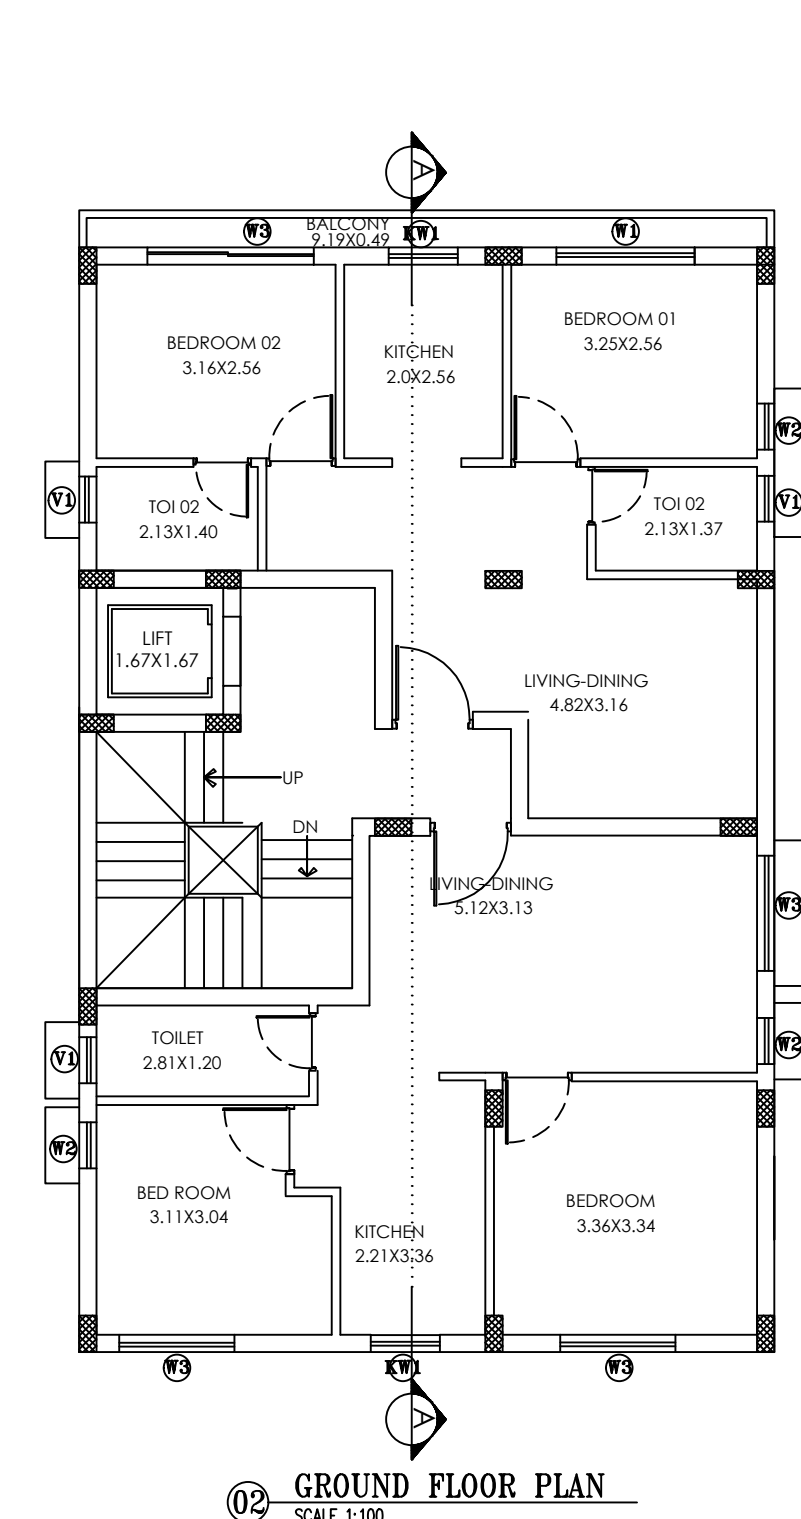 A
W3
BALCONY
9.19X0.49
KW1
W1
BEDROOM 02
3.16X2.56
KITCHEN
2.0X2.56
BEDROOM 01
3.25X2.56
W2
V1
TOI 02
2.13X1.40
TOI 02
2.13X1.37
V1
LIFT
1.67X1.67
LIVING-DINING
4.82X3.16
UP
DN
LIVING-DINING
5.12X3.13
W3
V1
TOILET
2.81X1.20
W2
W2
BED ROOM
3.11X3.04
KITCHEN
2.21X3.36
BEDROOM
3.36X3.34
W3
KW1
W3
A
02 GROUND FLOOR PLAN
SCALE 1:100